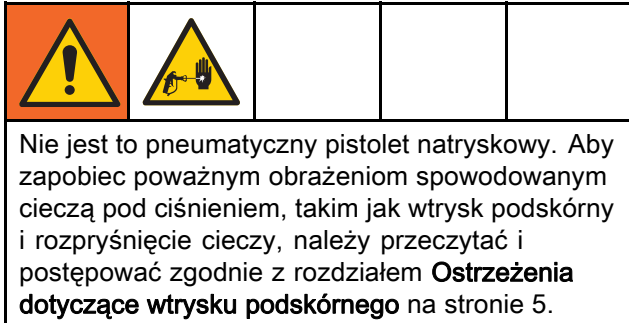 Nie jest to pneumatyczny pistolet natryskowy. Aby
zapobiec poważnym obrażeniom spowodowanym
cieczą pod ciśnieniem, takim jak wtrysk podskórny
i rozpryśnięcie cieczy, należy przeczytać i
postępować zgodnie z rozdziałem Ostrzeżenia
dotyczące wtrysku podskórnego na stronie 5.